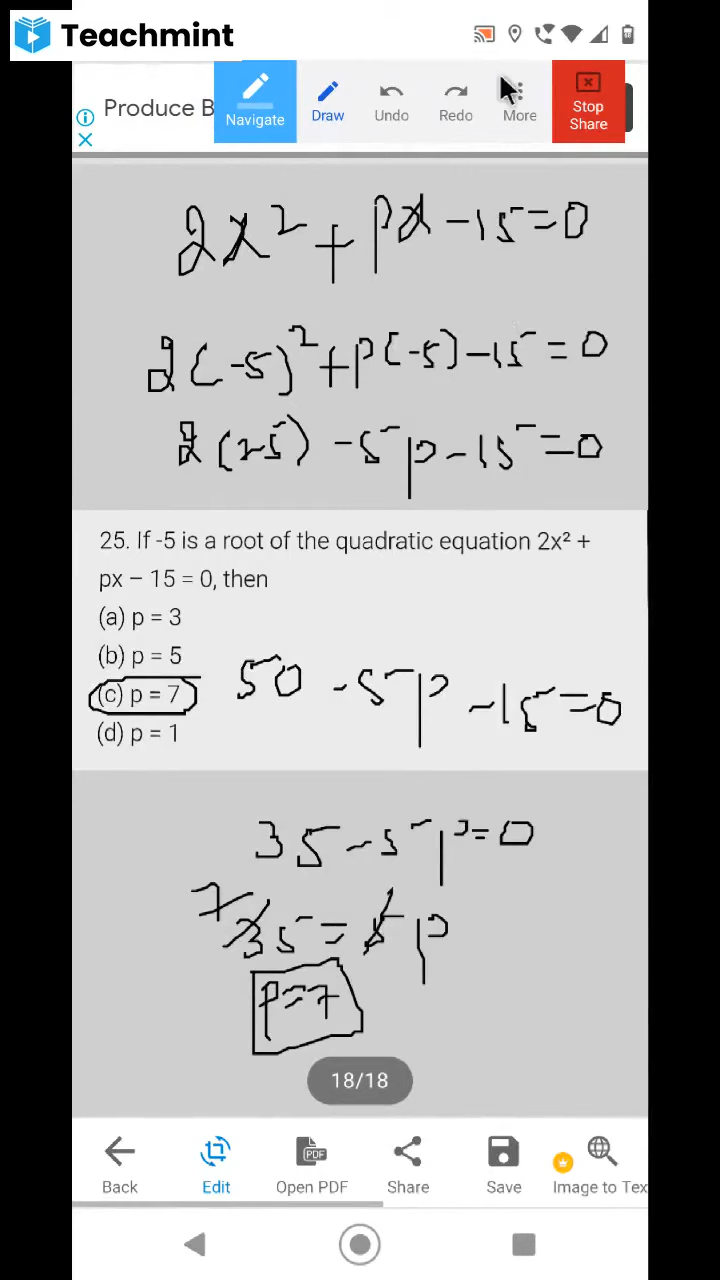 Teachmint
Produce B
Navigate
Draw
Undo
Redo
More
Stop
Share
2x² + px - 15 = 0
2(-5)² + p(-5) - 15 = 0
2(25) - 5p - 15 = 0
25. If -5 is a root of the quadratic equation 2x² +
px – 15 = 0, then
(a) p = 3
(b) p = 5
(c) p = 7
(d) p = 1
50 - 5p - 15 = 0
35 - 5p = 0
7
35 = 5p
p = 7
18/18
Back
Edit
PDF
Open PDF
Share
Save
Image to Tex